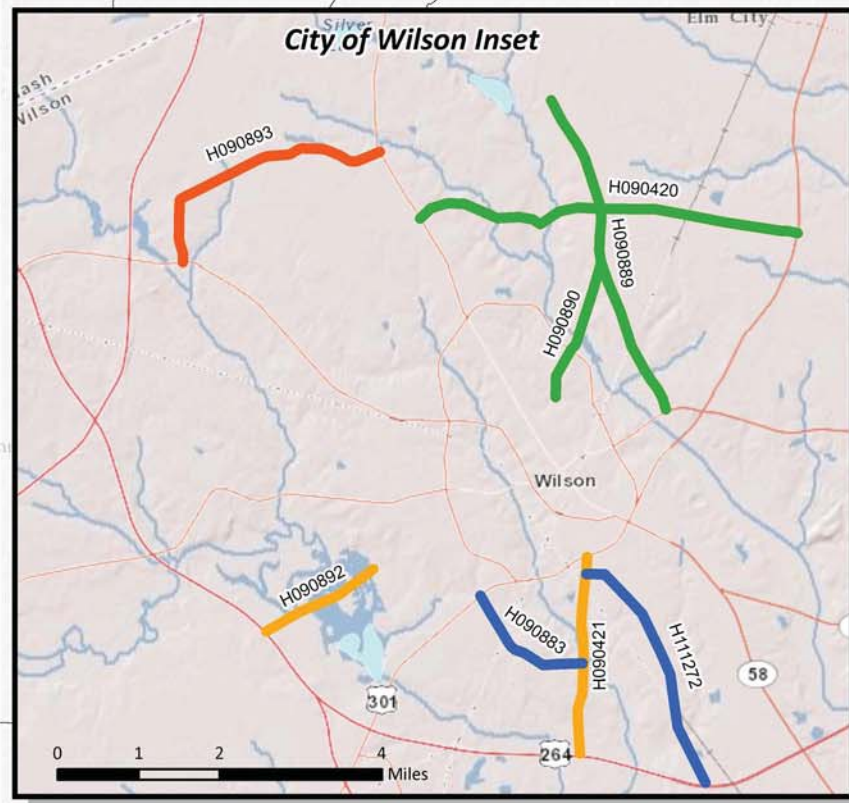 Silver
Elm City
City of Wilson Inset
Nash
Wilson
H090893
H090420
H090889
H090890
Wilson
H090892
H090883
H090421
H111272
58
301
264
0 1 2 4
Miles